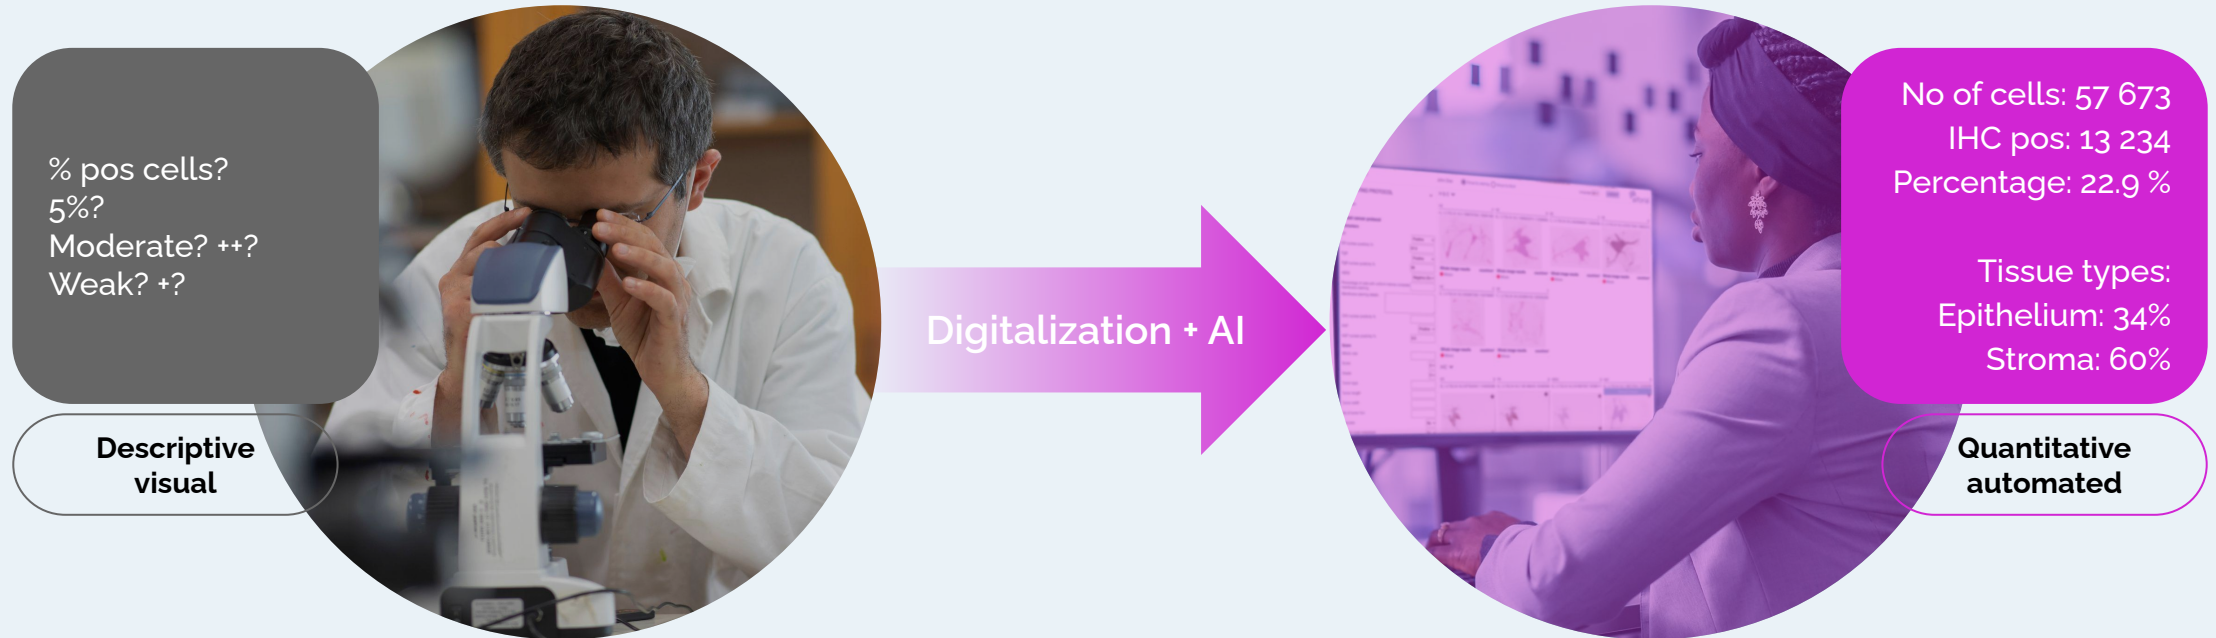 % pos cells?
5%?
Moderate? ++?
Weak? +?
Descriptive
visual
Digitalization + AI
No of cells: 57 673
IHC pos: 13 234
Percentage: 22.9 %
Tissue types:
Epithelium: 34%
Stroma: 60%
Quantitative
automated